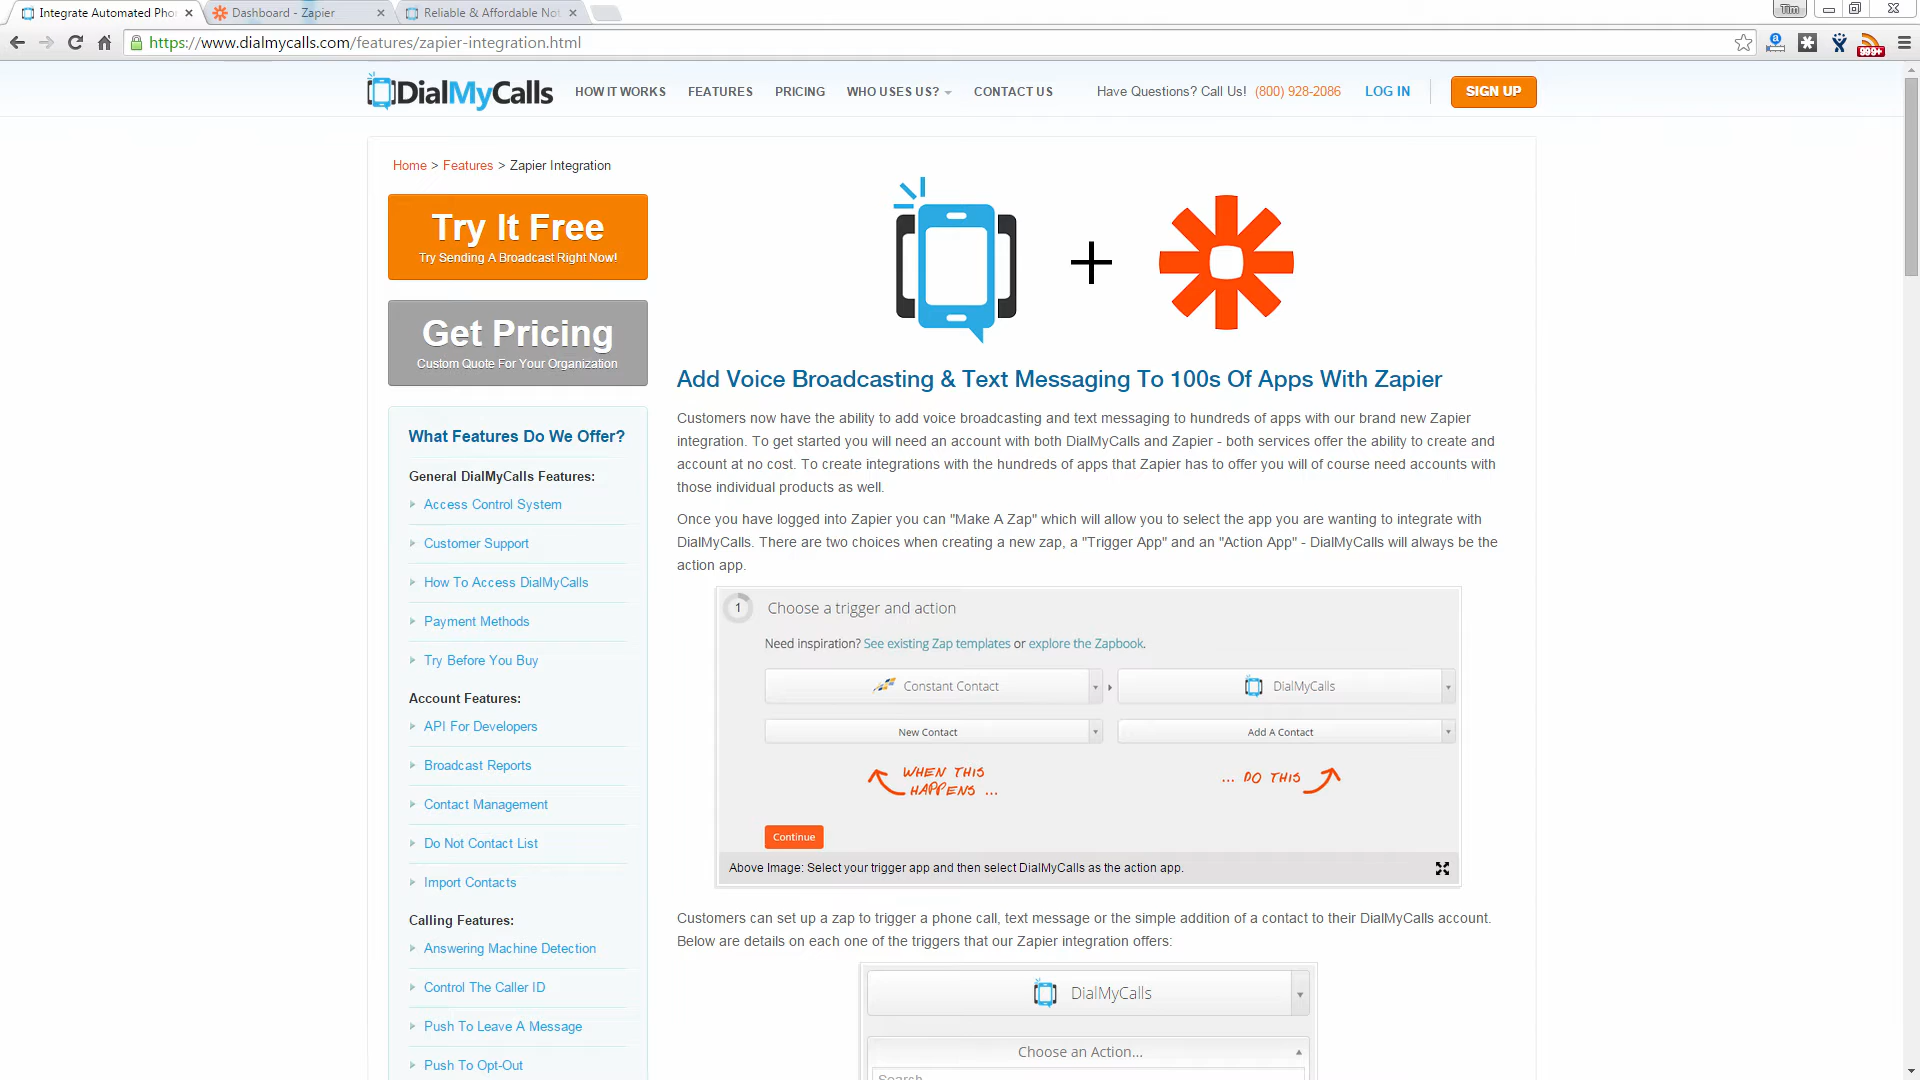 Integrate Automated Pho
Dashboard - Zapier
Reliable & Affordable Not
Tim
https://www.dialmycalls.com/features/zapier-integration.html
999+
DialMyCalls
HOW IT WORKS
FEATURES
PRICING
WHO USES US?
CONTACT US
Have Questions? Call Us! (800) 928-2086
LOG IN
SIGN UP
Home > Features > Zapier Integration
Try It Free
Try Sending A Broadcast Right Now!
Get Pricing
Custom Quote For Your Organization
What Features Do We Offer?
General DialMyCalls Features:
Access Control System
Customer Support
How To Access DialMyCalls
Payment Methods
Try Before You Buy
Account Features:
API For Developers
Broadcast Reports
Contact Management
Do Not Contact List
Import Contacts
Calling Features:
Answering Machine Detection
Control The Caller ID
Push To Leave A Message
Push To Opt-Out
+
Add Voice Broadcasting & Text Messaging To 100s Of Apps With Zapier
Customers now have the ability to add voice broadcasting and text messaging to hundreds of apps with our brand new Zapier
integration. To get started you will need an account with both DialMyCalls and Zapier - both services offer the ability to create and
account at no cost. To create integrations with the hundreds of apps that Zapier has to offer you will of course need accounts with
those individual products as well.
Once you have logged into Zapier you can "Make A Zap" which will allow you to select the app you are wanting to integrate with
DialMyCalls. There are two choices when creating a new zap, a "Trigger App" and an "Action App" - DialMyCalls will always be the
action app.
1
Choose a trigger and action
Need inspiration? See existing Zap templates or explore the Zapbook.
Constant Contact
DialMyCalls
New Contact
Add A Contact
WHEN THIS
HAPPENS ...
... DO THIS
Continue
Above Image: Select your trigger app and then select DialMyCalls as the action app.
Customers can set up a zap to trigger a phone call, text message or the simple addition of a contact to their DialMyCalls account.
Below are details on each one of the triggers that our Zapier integration offers:
DialMyCalls
Choose an Action...
Search